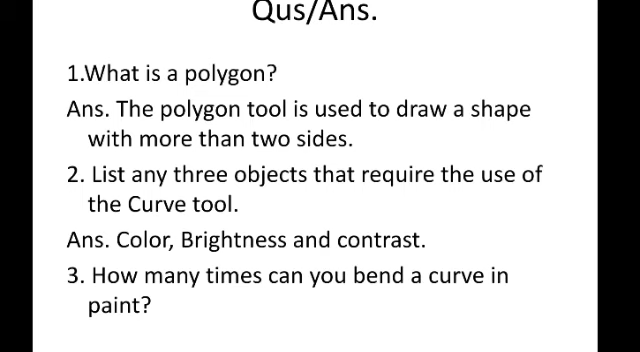 Qus/Ans.
1.What is a polygon?
Ans. The polygon tool is used to draw a shape
with more than two sides.
2. List any three objects that require the use of
the Curve tool.
Ans. Color, Brightness and contrast.
3. How many times can you bend a curve in
paint?